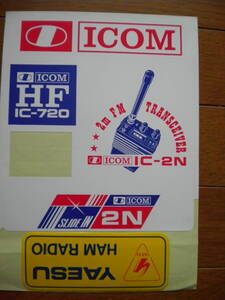 ICOM
ICOM
HF
IC-720
★ 2m FM TRANSCEIVER ★
ICOM IC-2N
ICOM
SLIDE IN 2N
YAESU
HAM RADIO